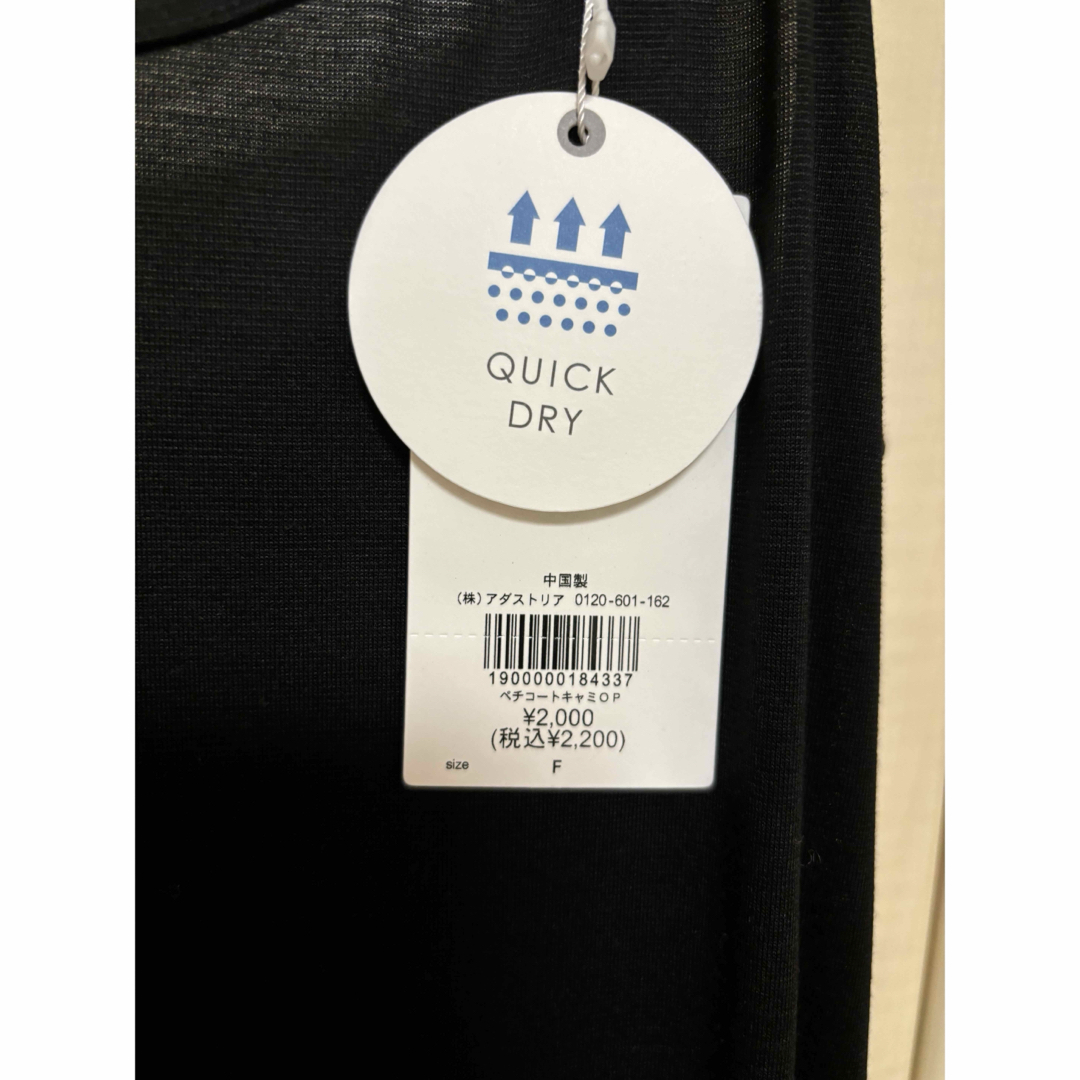 QUICK
DRY
中国製
(株)アダストリア 0120-601-162
1900000184337
ペチコートキャミOP
¥2,000
(税込¥2,200)
size F